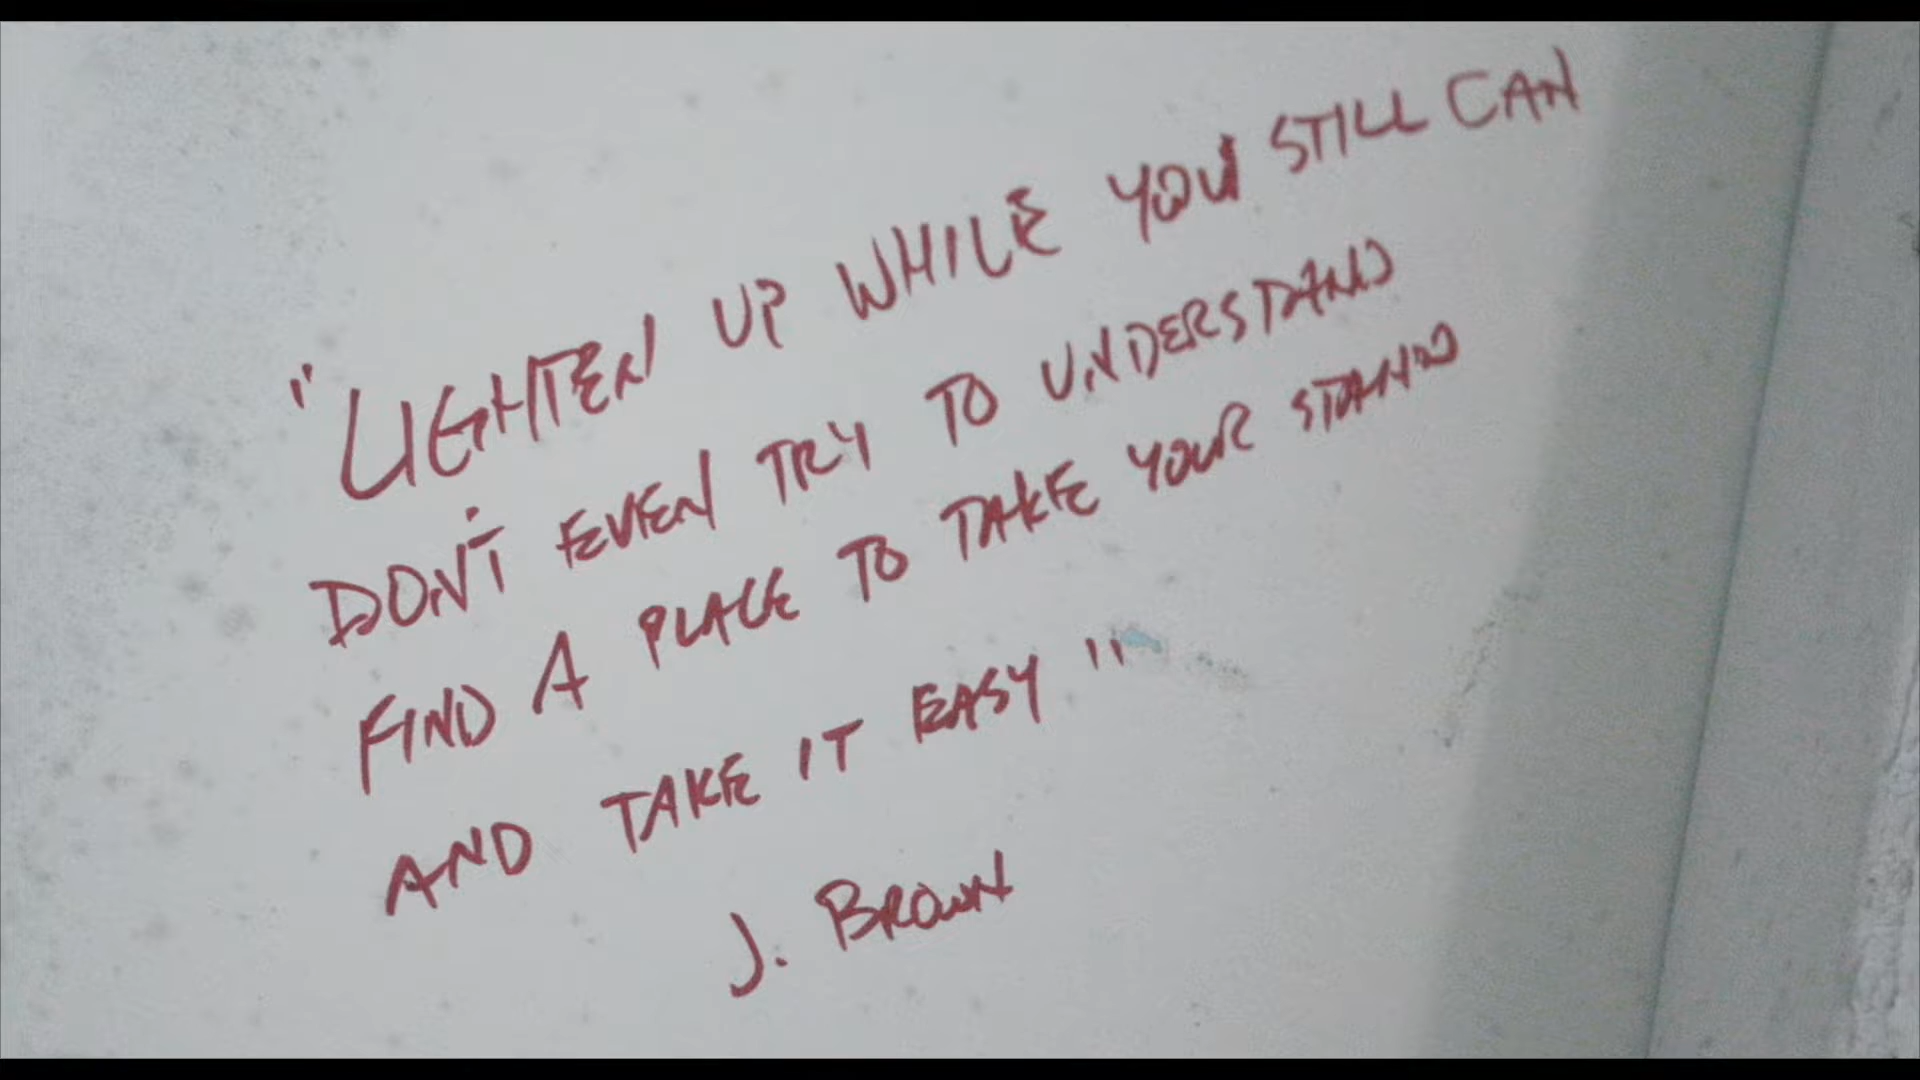 "LIGHTEN UP WHILE YOU STILL CAN
DON'T EVEN TRY TO UNDERSTAND
FIND A PLACE TO TAKE YOUR STAND
AND TAKE IT EASY"
J. BROWN